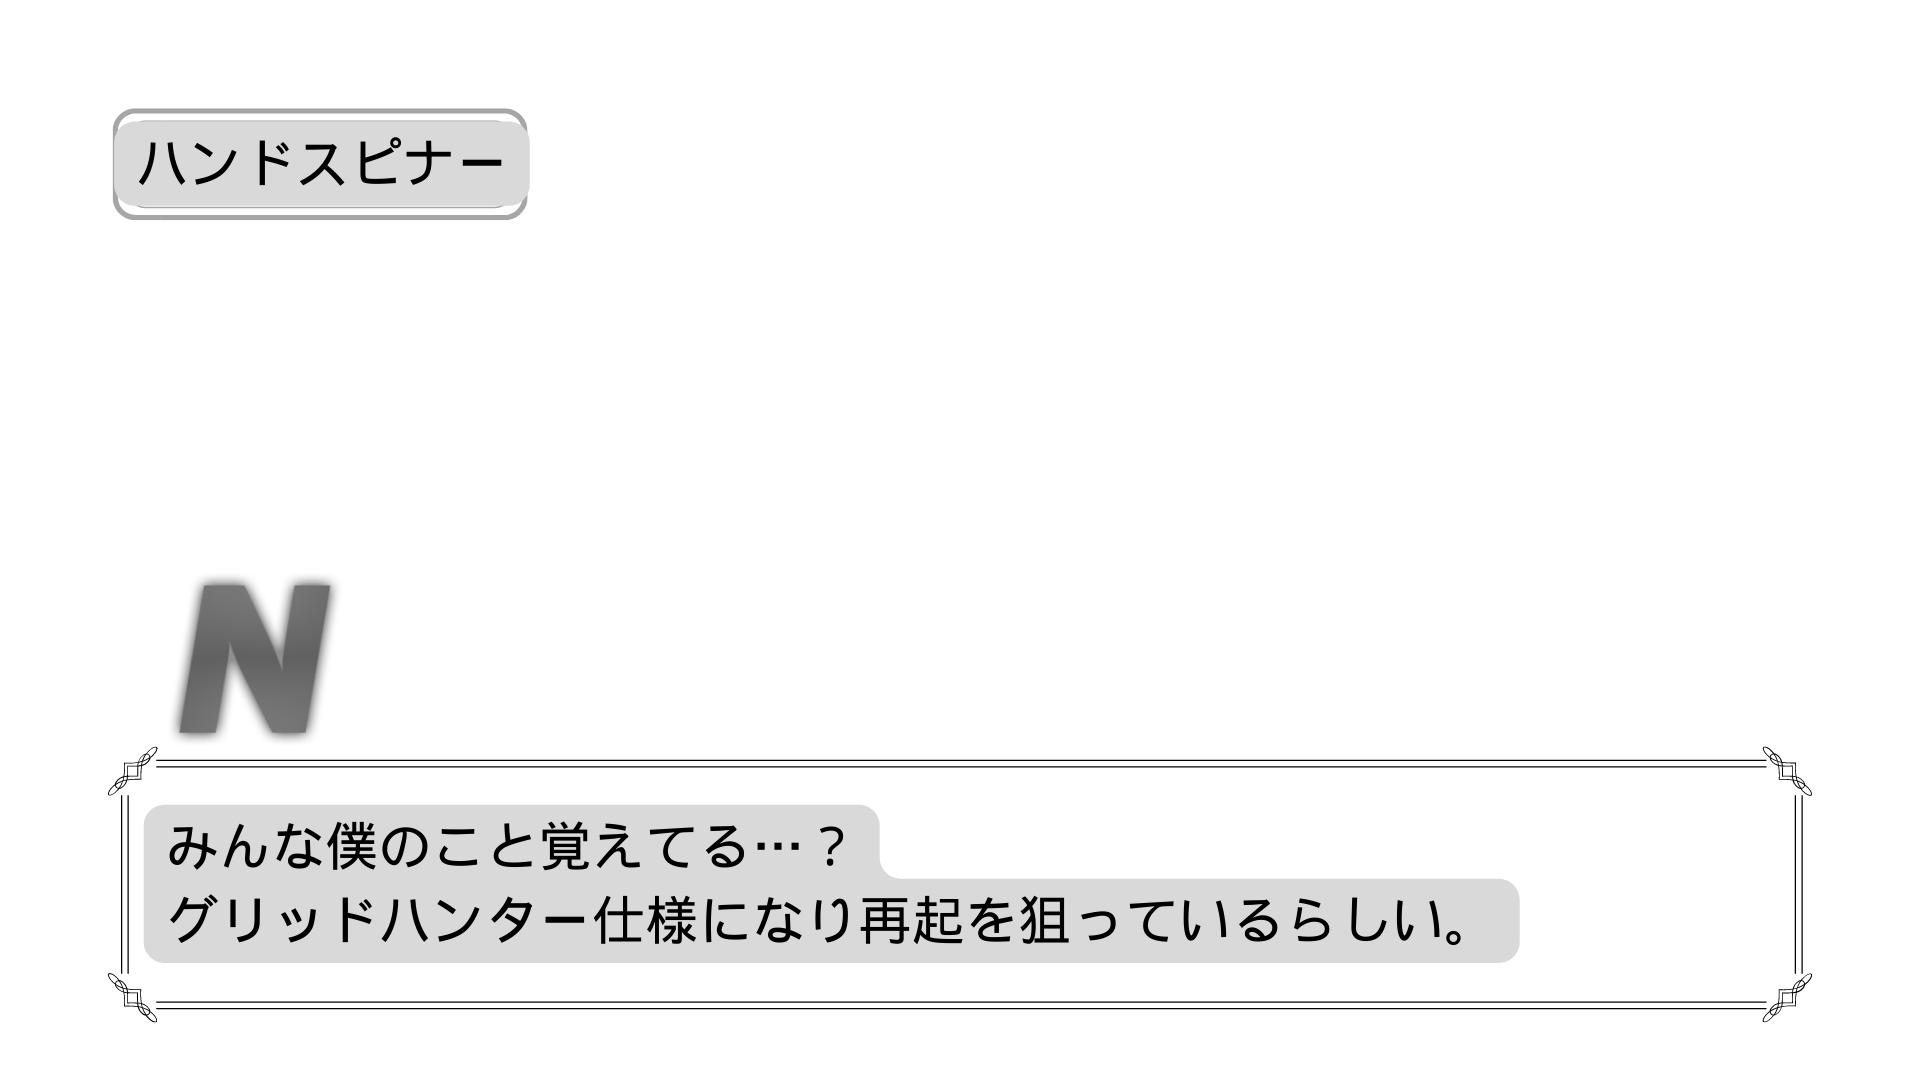 ハンドスピナー
N
みんな僕のこと覚えてる…？
グリッドハンター仕様になり再起を狙っているらしい。